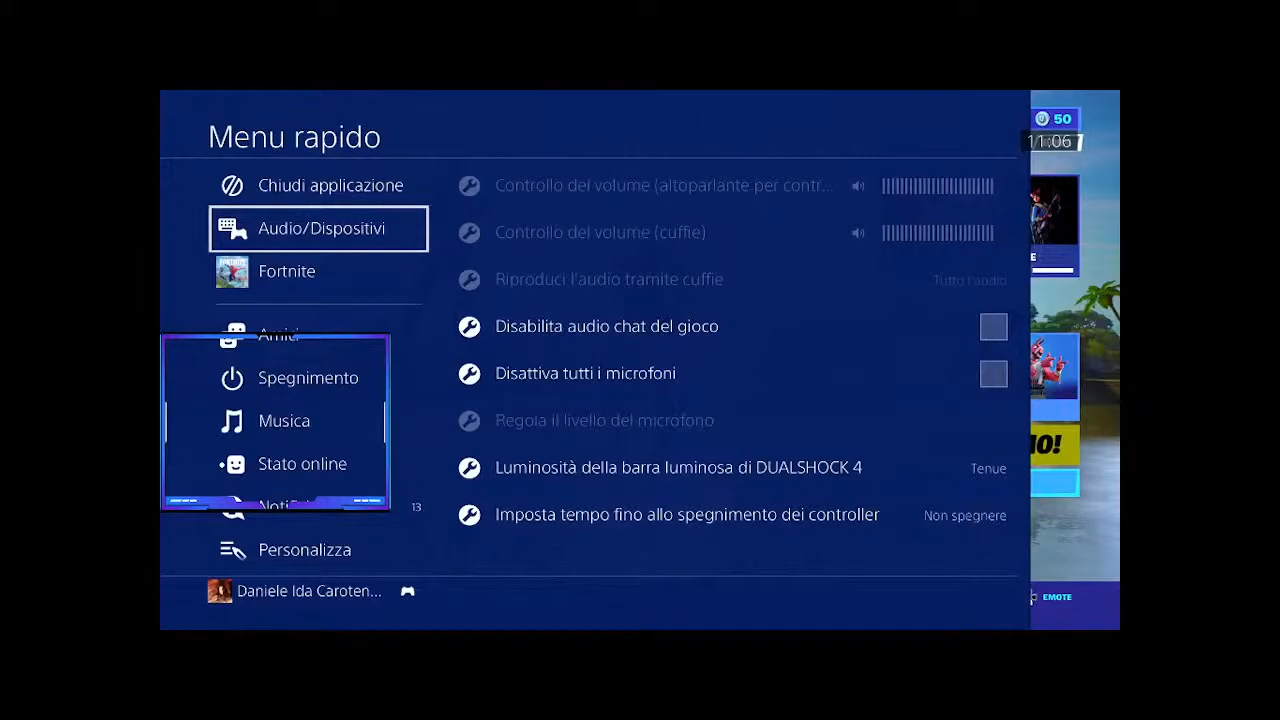 Menu rapido
50
11:06
Chiudi applicazione
Audio/Dispositivi
Fortnite
Amici
Spegnimento
Musica
Stato online
13
Personalizza
Controllo del volume (altoparlante per contr...
Controllo del volume (cuffie)
Riproduci l'audio tramite cuffie
Tutto l'audio
Disabilita audio chat del gioco
Disattiva tutti i microfoni
Regola il livello del microfono
Luminosità della barra luminosa di DUALSHOCK 4
Tenue
Imposta tempo fino allo spegnimento dei controller
Non spegnere
Daniele Ida Caroten...
EMOTE